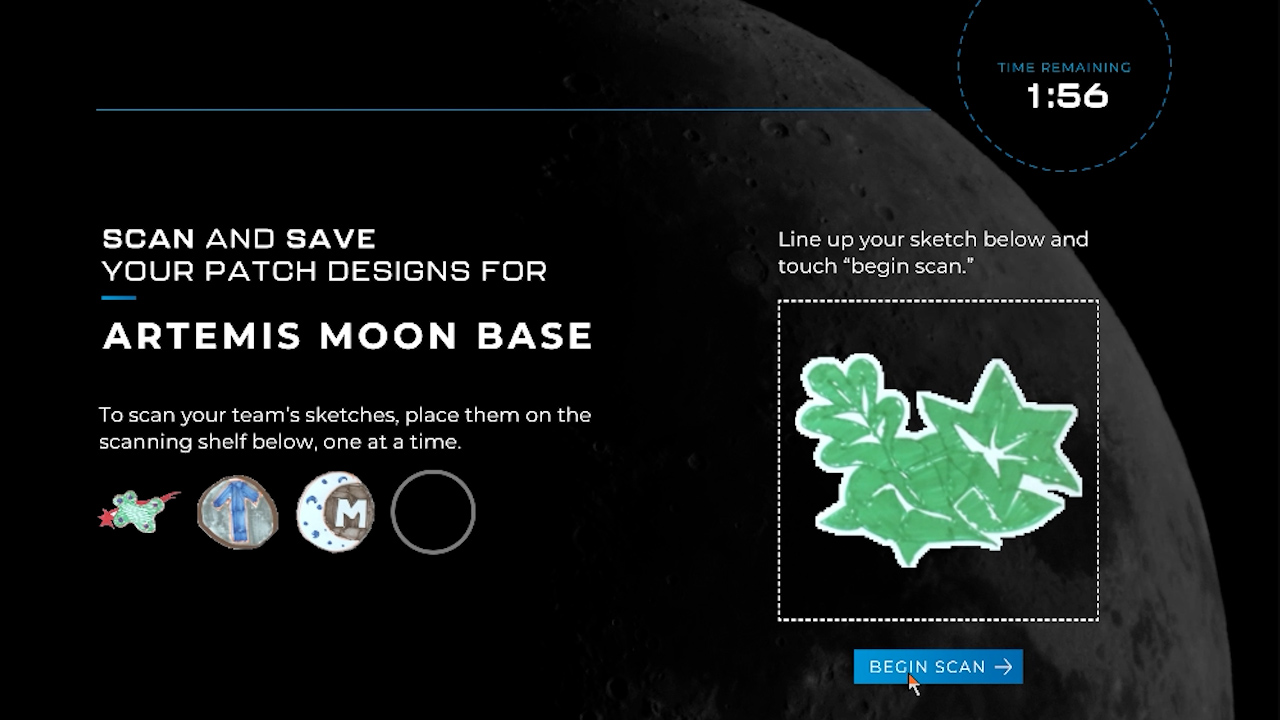 TIME REMAINING
1:56
SCAN AND SAVE
YOUR PATCH DESIGNS FOR
ARTEMIS MOON BASE
To scan your team's sketches, place them on the
scanning shelf below, one at a time.
M
Line up your sketch below and
touch “begin scan.”
BEGIN SCAN